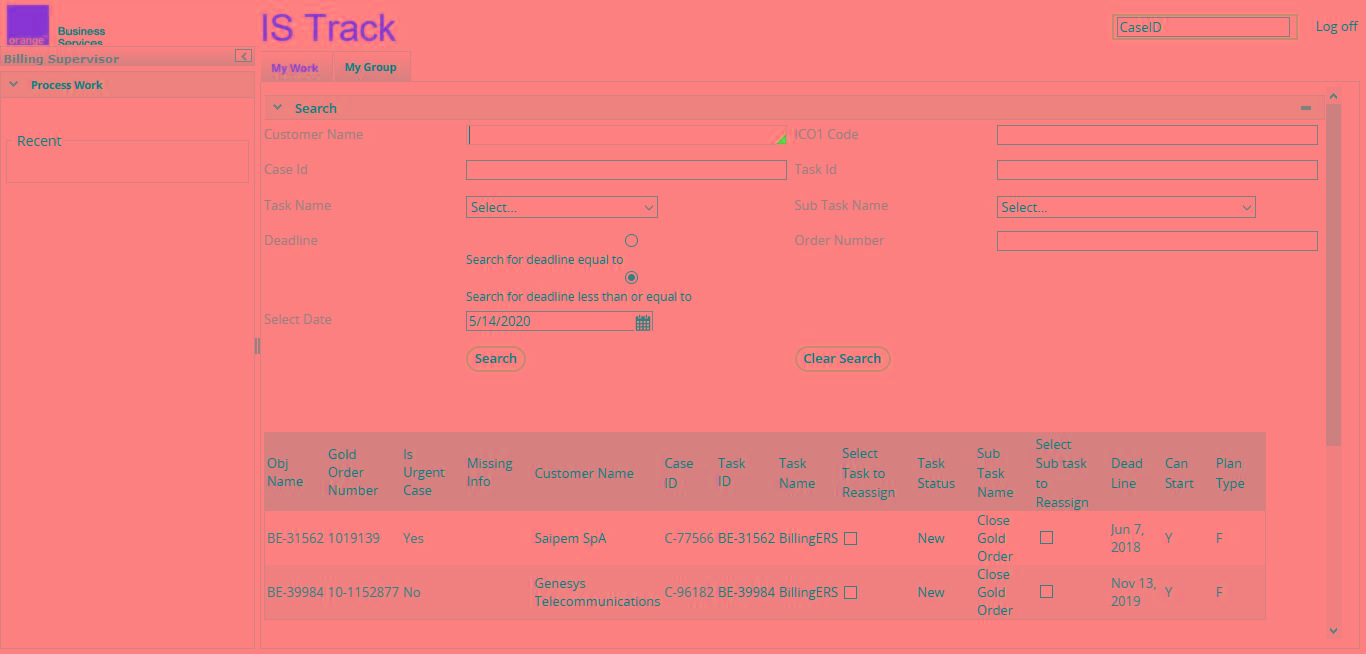 orange™
Business
Services
IS Track
CaseID
Log off
Billing Supervisor
My Work
My Group
Process Work
Recent
Search
Customer Name
ICO1 Code
Case Id
Task Id
Task Name
Select...
Sub Task Name
Select...
Deadline
Order Number
Search for deadline equal to
Search for deadline less than or equal to
Select Date
5/14/2020
Search
Clear Search
Obj Name Gold Order Number Is Urgent Case Missing Info Customer Name Case ID Task ID Task Name Select Task to Reassign Task Status Sub Task Name Select Sub task to Reassign Dead Line Can Start Plan Type
BE-31562 1019139 Yes Saipem SpA C-77566 BE-31562 BillingERS New Close Gold Order Jun 7, 2018 Y F
BE-39984 10-1152877 No Genesys Telecommunications C-96182 BE-39984 BillingERS New Close Gold Order Nov 13, 2019 Y F